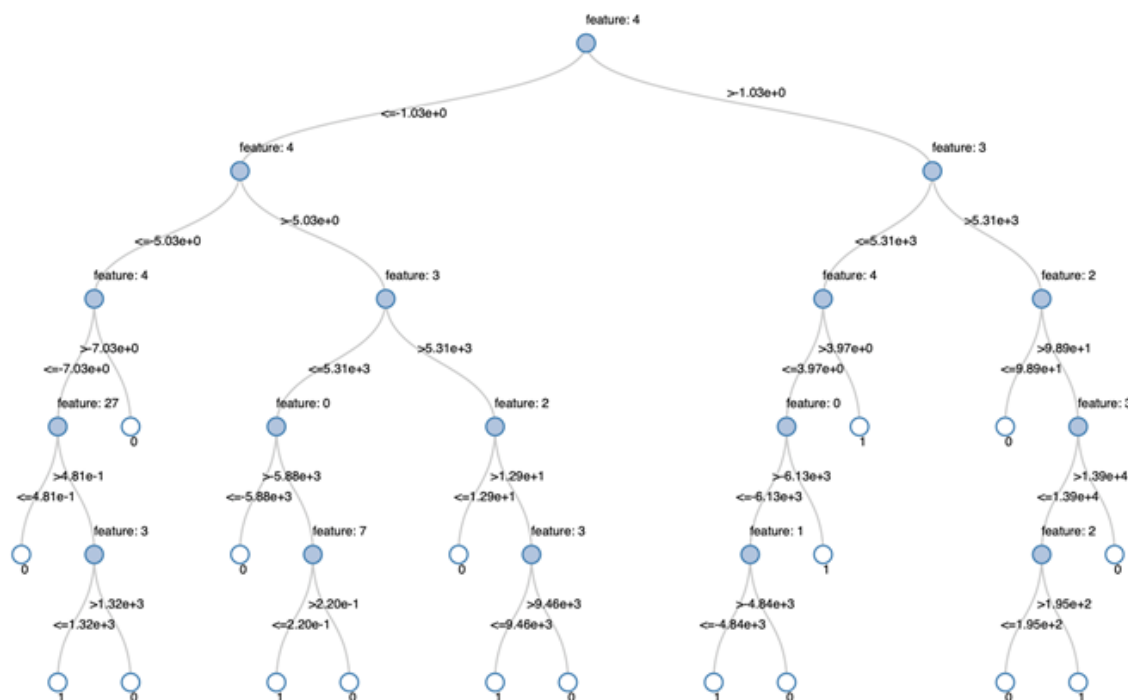 feature: 4
<=-1.03e+0
>-1.03e+0
feature: 4
feature: 3
<=-5.03e+0
>-5.03e+0
<=5.31e+3
>5.31e+3
feature: 4
feature: 3
feature: 4
feature: 2
<=-7.03e+0
>-7.03e+0
<=5.31e+3
>5.31e+3
<=3.97e+0
>3.97e+0
<=9.89e+1
>9.89e+1
feature: 27
0
feature: 0
feature: 2
feature: 0
1
0
feature: 3
<=4.81e-1
>4.81e-1
<=-5.88e+3
>-5.88e+3
<=1.29e+1
>1.29e+1
<=-6.13e+3
>-6.13e+3
<=1.39e+4
>1.39e+4
0
feature: 3
0
feature: 7
0
feature: 3
feature: 1
1
feature: 2
0
<=1.32e+3
>1.32e+3
<=2.20e-1
>2.20e-1
<=9.46e+3
>9.46e+3
<=-4.84e+3
>-4.84e+3
<=1.95e+2
>1.95e+2
1
0
1
0
1
0
1
0
0
1